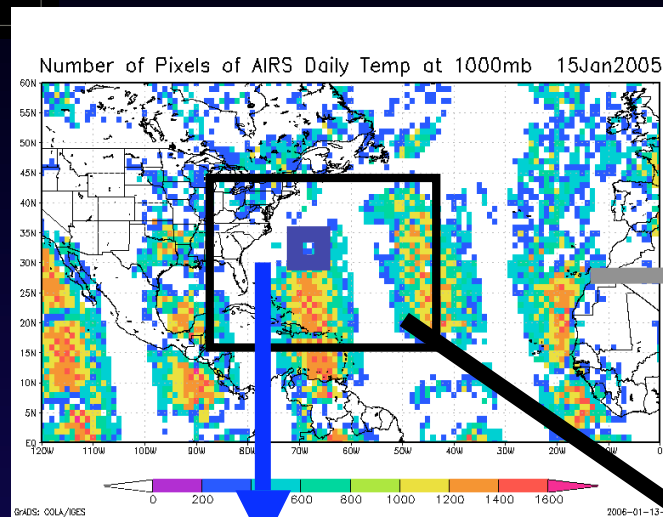 Number of Pixels of AIRS Daily Temp at 1000mb 15Jan2005
60N
55N
50N
45N
40N
35N
30N
25N
20N
15N
10N
5N
EQ
120W 110W 100W 90W 80W 70W 60W 50W 40W 30W 20W 10W 0
0 200 600 800 1000 1200 1400 1600
GrADS: COLA/IGES 2006-01-13-